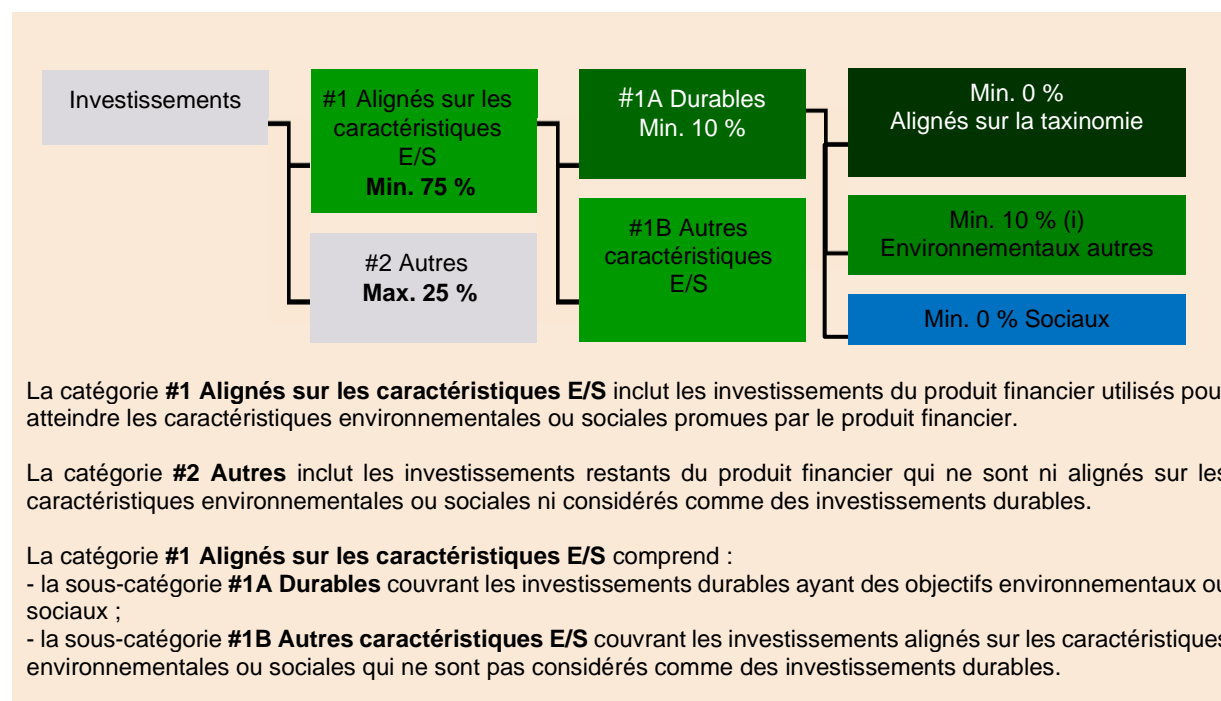 Investissements
#1 Alignés sur les
caractéristiques
E/S
Min. 75 %
#2 Autres
Max. 25 %
#1A Durables
Min. 10 %
#1B Autres
caractéristiques
E/S
Min. 0 %
Alignés sur la taxinomie
Min. 10 % (i)
Environnementaux autres
Min. 0 % Sociaux
La catégorie #1 Alignés sur les caractéristiques E/S inclut les investissements du produit financier utilisés pour
atteindre les caractéristiques environnementales ou sociales promues par le produit financier.
La catégorie #2 Autres inclut les investissements restants du produit financier qui ne sont ni alignés sur les
caractéristiques environnementales ou sociales ni considérés comme des investissements durables.
La catégorie #1 Alignés sur les caractéristiques E/S comprend :
- la sous-catégorie #1A Durables couvrant les investissements durables ayant des objectifs environnementaux ou
sociaux ;
- la sous-catégorie #1B Autres caractéristiques E/S couvrant les investissements alignés sur les caractéristiques
environnementales ou sociales qui ne sont pas considérés comme des investissements durables.